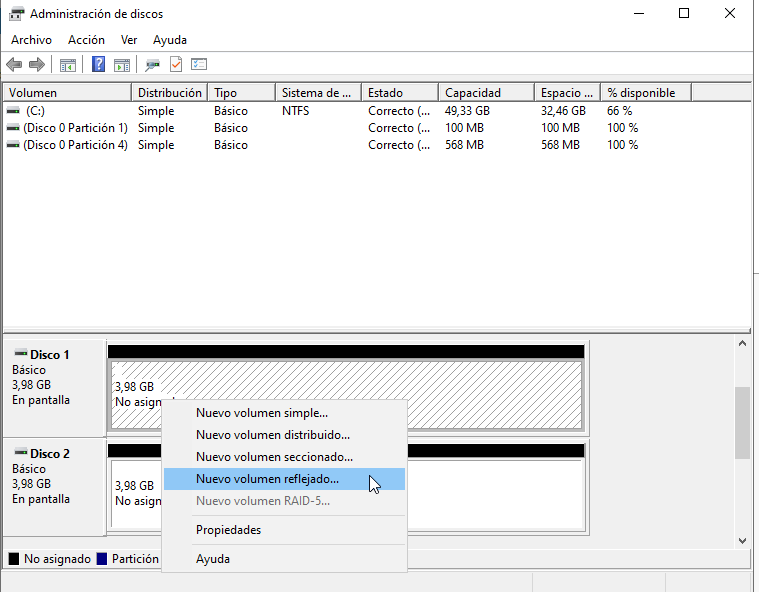 Administración de discos
Archivo Acción Ver Ayuda
Volumen Distribución Tipo Sistema de ... Estado Capacidad Espacio ... % disponible
(C:) Simple Básico NTFS Correcto (... 49,33 GB 32,46 GB 66 %
(Disco 0 Partición 1) Simple Básico Correcto (... 100 MB 100 MB 100 %
(Disco 0 Partición 4) Simple Básico Correcto (... 568 MB 568 MB 100 %
Disco 1
Básico
3,98 GB
En pantalla
3,98 GB
No asign
Disco 2
Básico
3,98 GB
En pantalla
3,98 GB
No asign
Nuevo volumen simple...
Nuevo volumen distribuido...
Nuevo volumen seccionado...
Nuevo volumen reflejado...
Nuevo volumen RAID-5...
Propiedades
Ayuda
No asignado Partición